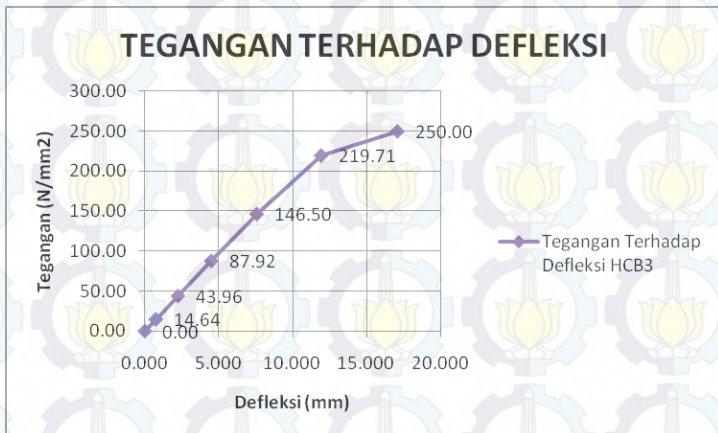 TEGANGAN TERHADAP DEFLEKSI
300.00
250.00
200.00
150.00
100.00
50.00
0.00
Tegangan (N/mm2)
250.00
219.71
146.50
87.92
43.96
14.64
0.00
0.000 5.000 10.000 15.000 20.000
Defleksi (mm)
Tegangan Terhadap
Defleksi HCB3